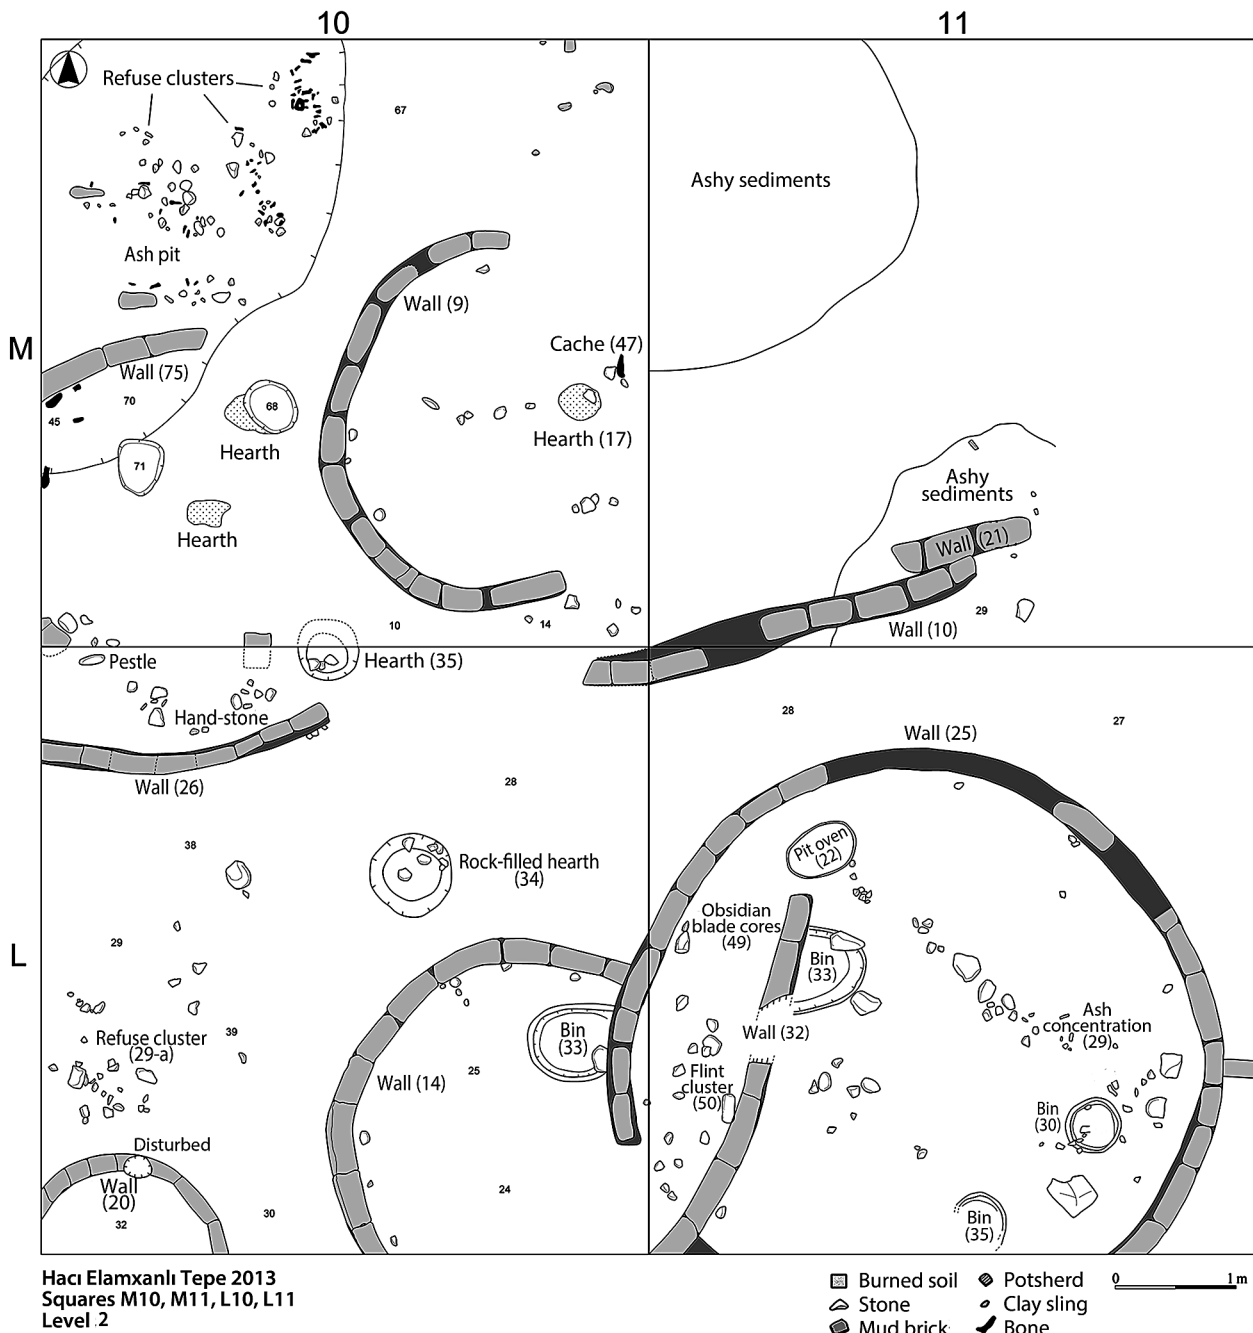 10
11
Refuse clusters
67
Ashy sediments
Ash pit
Wall (9)
M
Cache (47)
Wall (75)
70
45
68
Hearth (17)
Hearth
71
Ashy
sediments
Hearth
Wall (21)
10
14
29
Wall (10)
Pestle
Hearth (35)
Hand-stone
28
27
Wall (25)
Wall (26)
28
38
Pit oven
(22)
Rock-filled hearth
(34)
Obsidian
blade cores
(49)
29
L
Bin
(33)
Ash
concentration
(29)
39
Refuse cluster
(29-a)
Bin
(33)
Wall (32)
25
Wall (14)
Flint
cluster
(50)
Bin
(30)
Disturbed
Wall
(20)
24
32
30
Bin
(35)
Hacı Elamxanlı Tepe 2013
Squares M10, M11, L10, L11
Level 2
Burned soil
Stone
Mud brick
Potsherd
Clay sling
Bone
0 1 m